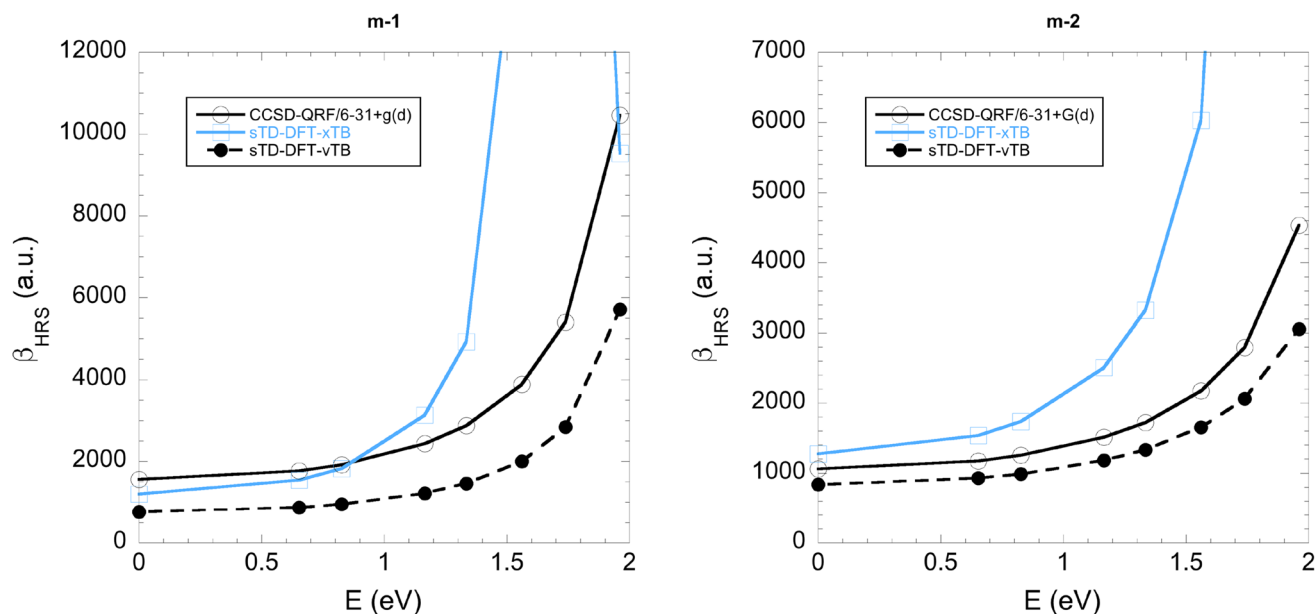 m-1
12000
10000
8000
6000
4000
2000
0
β_HRS (a.u.)
CCSD-QRF/6-31+g(d)
sTD-DFT-xTB
sTD-DFT-vTB
0
0.5
1
1.5
2
E (eV)
m-2
7000
6000
5000
4000
3000
2000
1000
0
β_HRS (a.u.)
CCSD-QRF/6-31+G(d)
sTD-DFT-xTB
sTD-DFT-vTB
0
0.5
1
1.5
2
E (eV)